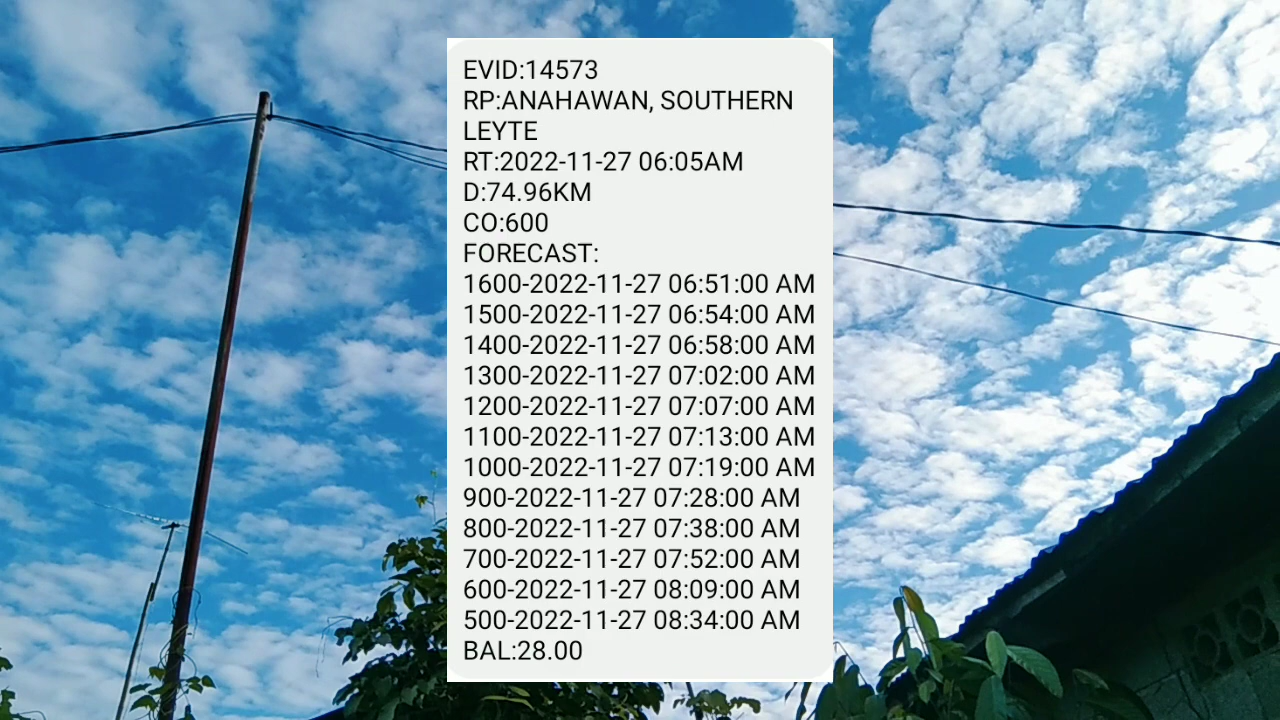 EVID:14573
RP:ANAHAWAN, SOUTHERN
LEYTE
RT:2022-11-27 06:05AM
D:74.96KM
CO:600
FORECAST:
1600-2022-11-27 06:51:00 AM
1500-2022-11-27 06:54:00 AM
1400-2022-11-27 06:58:00 AM
1300-2022-11-27 07:02:00 AM
1200-2022-11-27 07:07:00 AM
1100-2022-11-27 07:13:00 AM
1000-2022-11-27 07:19:00 AM
900-2022-11-27 07:28:00 AM
800-2022-11-27 07:38:00 AM
700-2022-11-27 07:52:00 AM
600-2022-11-27 08:09:00 AM
500-2022-11-27 08:34:00 AM
BAL:28.00